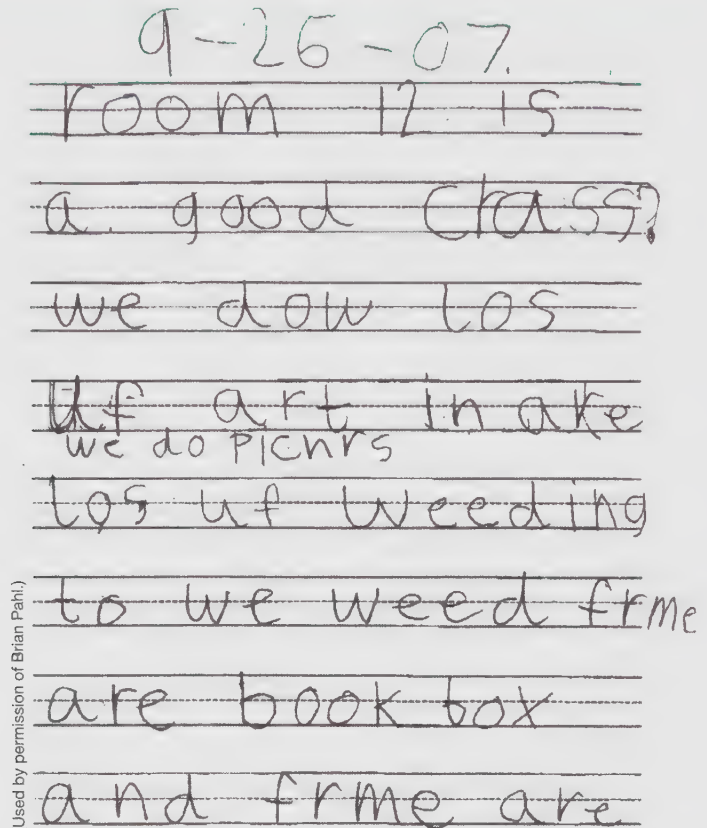 9-26-07.
room 12 is
a good class?
we dow los
uf art in ake
we do picnrs
los uf weeding
to we weed frme
are book box
and frme are
Used by permission of Brian Pahl.)